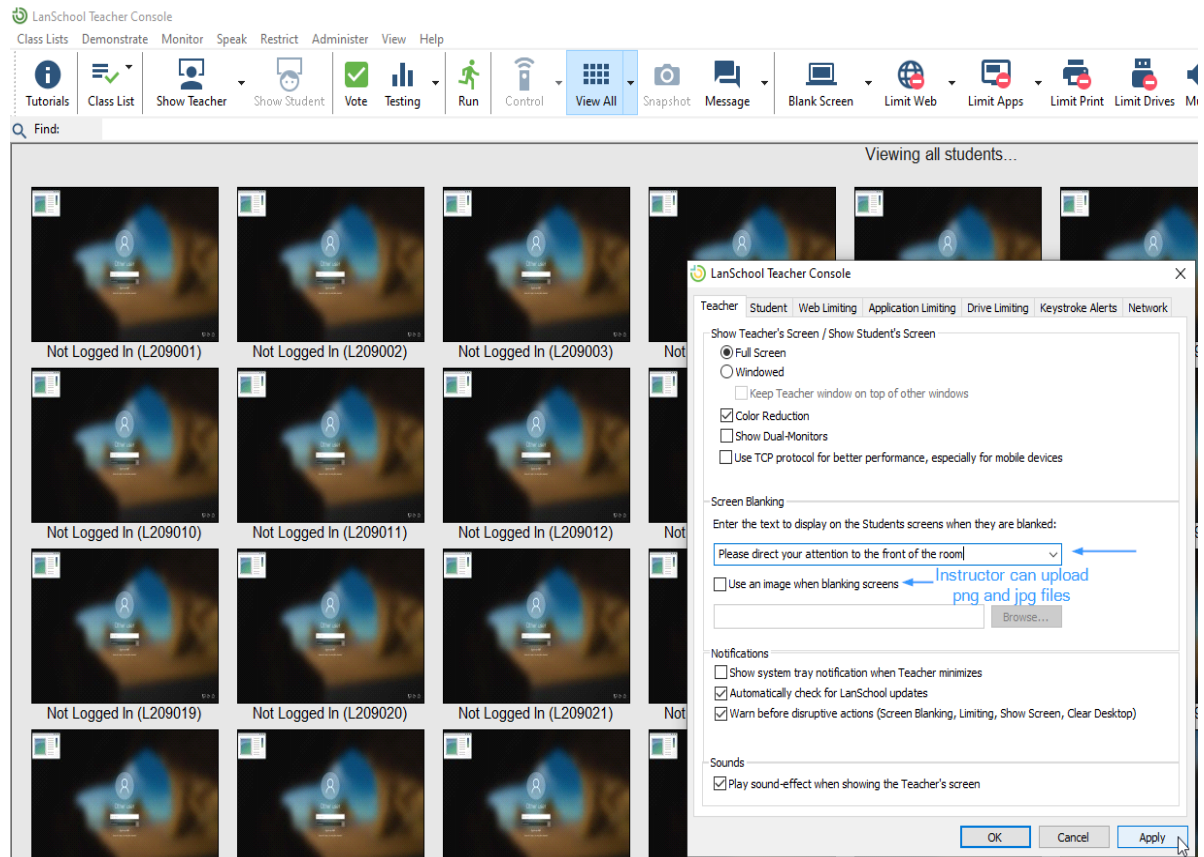 LanSchool Teacher Console
Class Lists Demonstrate Monitor Speak Restrict Administer View Help
Tutorials Class List Show Teacher Show Student Vote Testing Run Control View All Snapshot Message Blank Screen Limit Web Limit Apps Limit Print Limit Drives
Find:
Viewing all students...
Not Logged In (L209001) Not Logged In (L209002) Not Logged In (L209003) Not
Not Logged In (L209010) Not Logged In (L209011) Not Logged In (L209012) Not
Not Logged In (L209019) Not Logged In (L209020) Not Logged In (L209021) Not
LanSchool Teacher Console
Teacher Student Web Limiting Application Limiting Drive Limiting Keystroke Alerts Network
Show Teacher's Screen / Show Student's Screen
Full Screen
Windowed
Keep Teacher window on top of other windows
Color Reduction
Show Dual-Monitors
Use TCP protocol for better performance, especially for mobile devices
Screen Blanking
Enter the text to display on the Students screens when they are blanked:
Please direct your attention to the front of the room
Use an image when blanking screens
Instructor can upload
png and jpg files
Browse...
Notifications
Show system tray notification when Teacher minimizes
Automatically check for LanSchool updates
Warn before disruptive actions (Screen Blanking, Limiting, Show Screen, Clear Desktop)
Sounds
Play sound-effect when showing the Teacher's screen
OK Cancel Apply